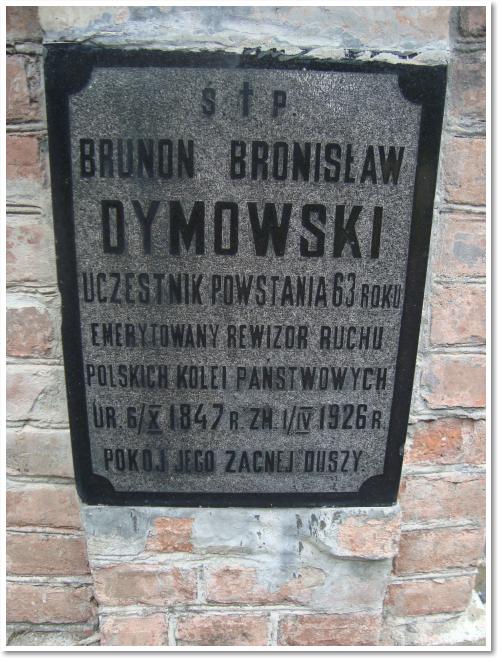 Ś † P
BRUNON BRONISŁAW
DYMOWSKI
UCZESTNIK POWSTANIA 63 ROKU
EMERYTOWANY REWIZOR RUCHU
POLSKICH KOLEI PAŃSTWOWYCH
UR. 6/X 1847 R. ZM. 1/IV 1926 R.
POKÓJ JEGO ZACNEJ DUSZY.